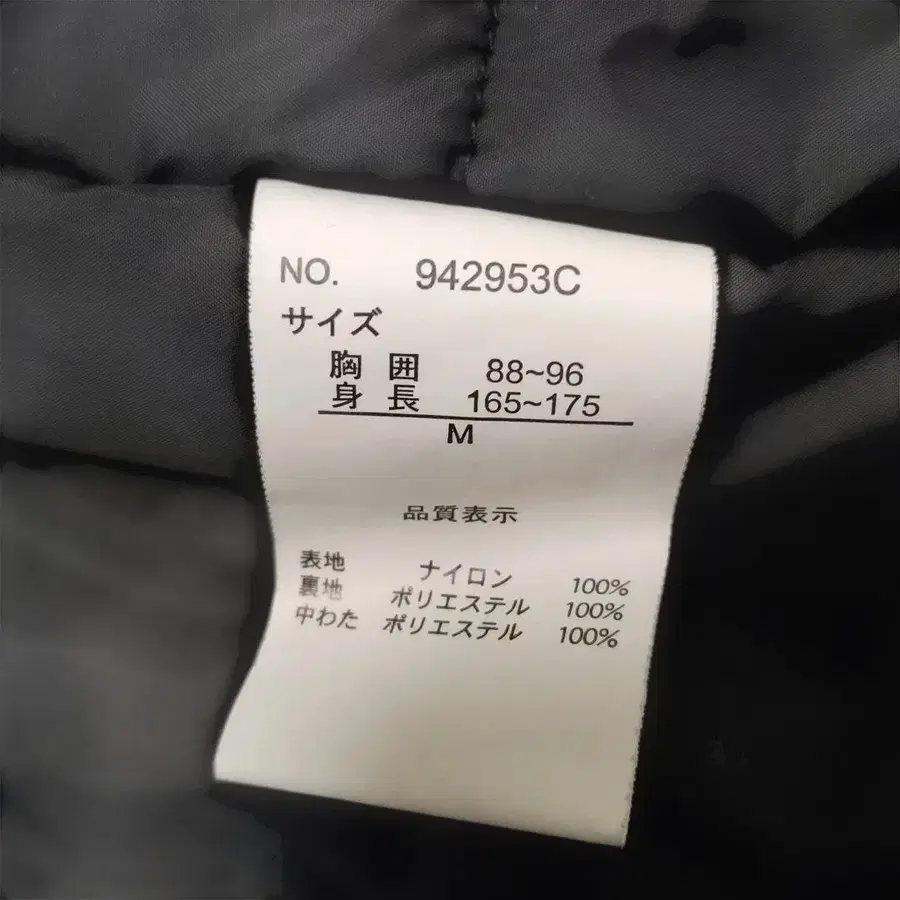 NO. 942953C
サイズ
胸 囲 88~96
身 長 165~175
M
品質表示
表地 ナイロン 100%
裏地 ポリエステル 100%
中わた ポリエステル 100%